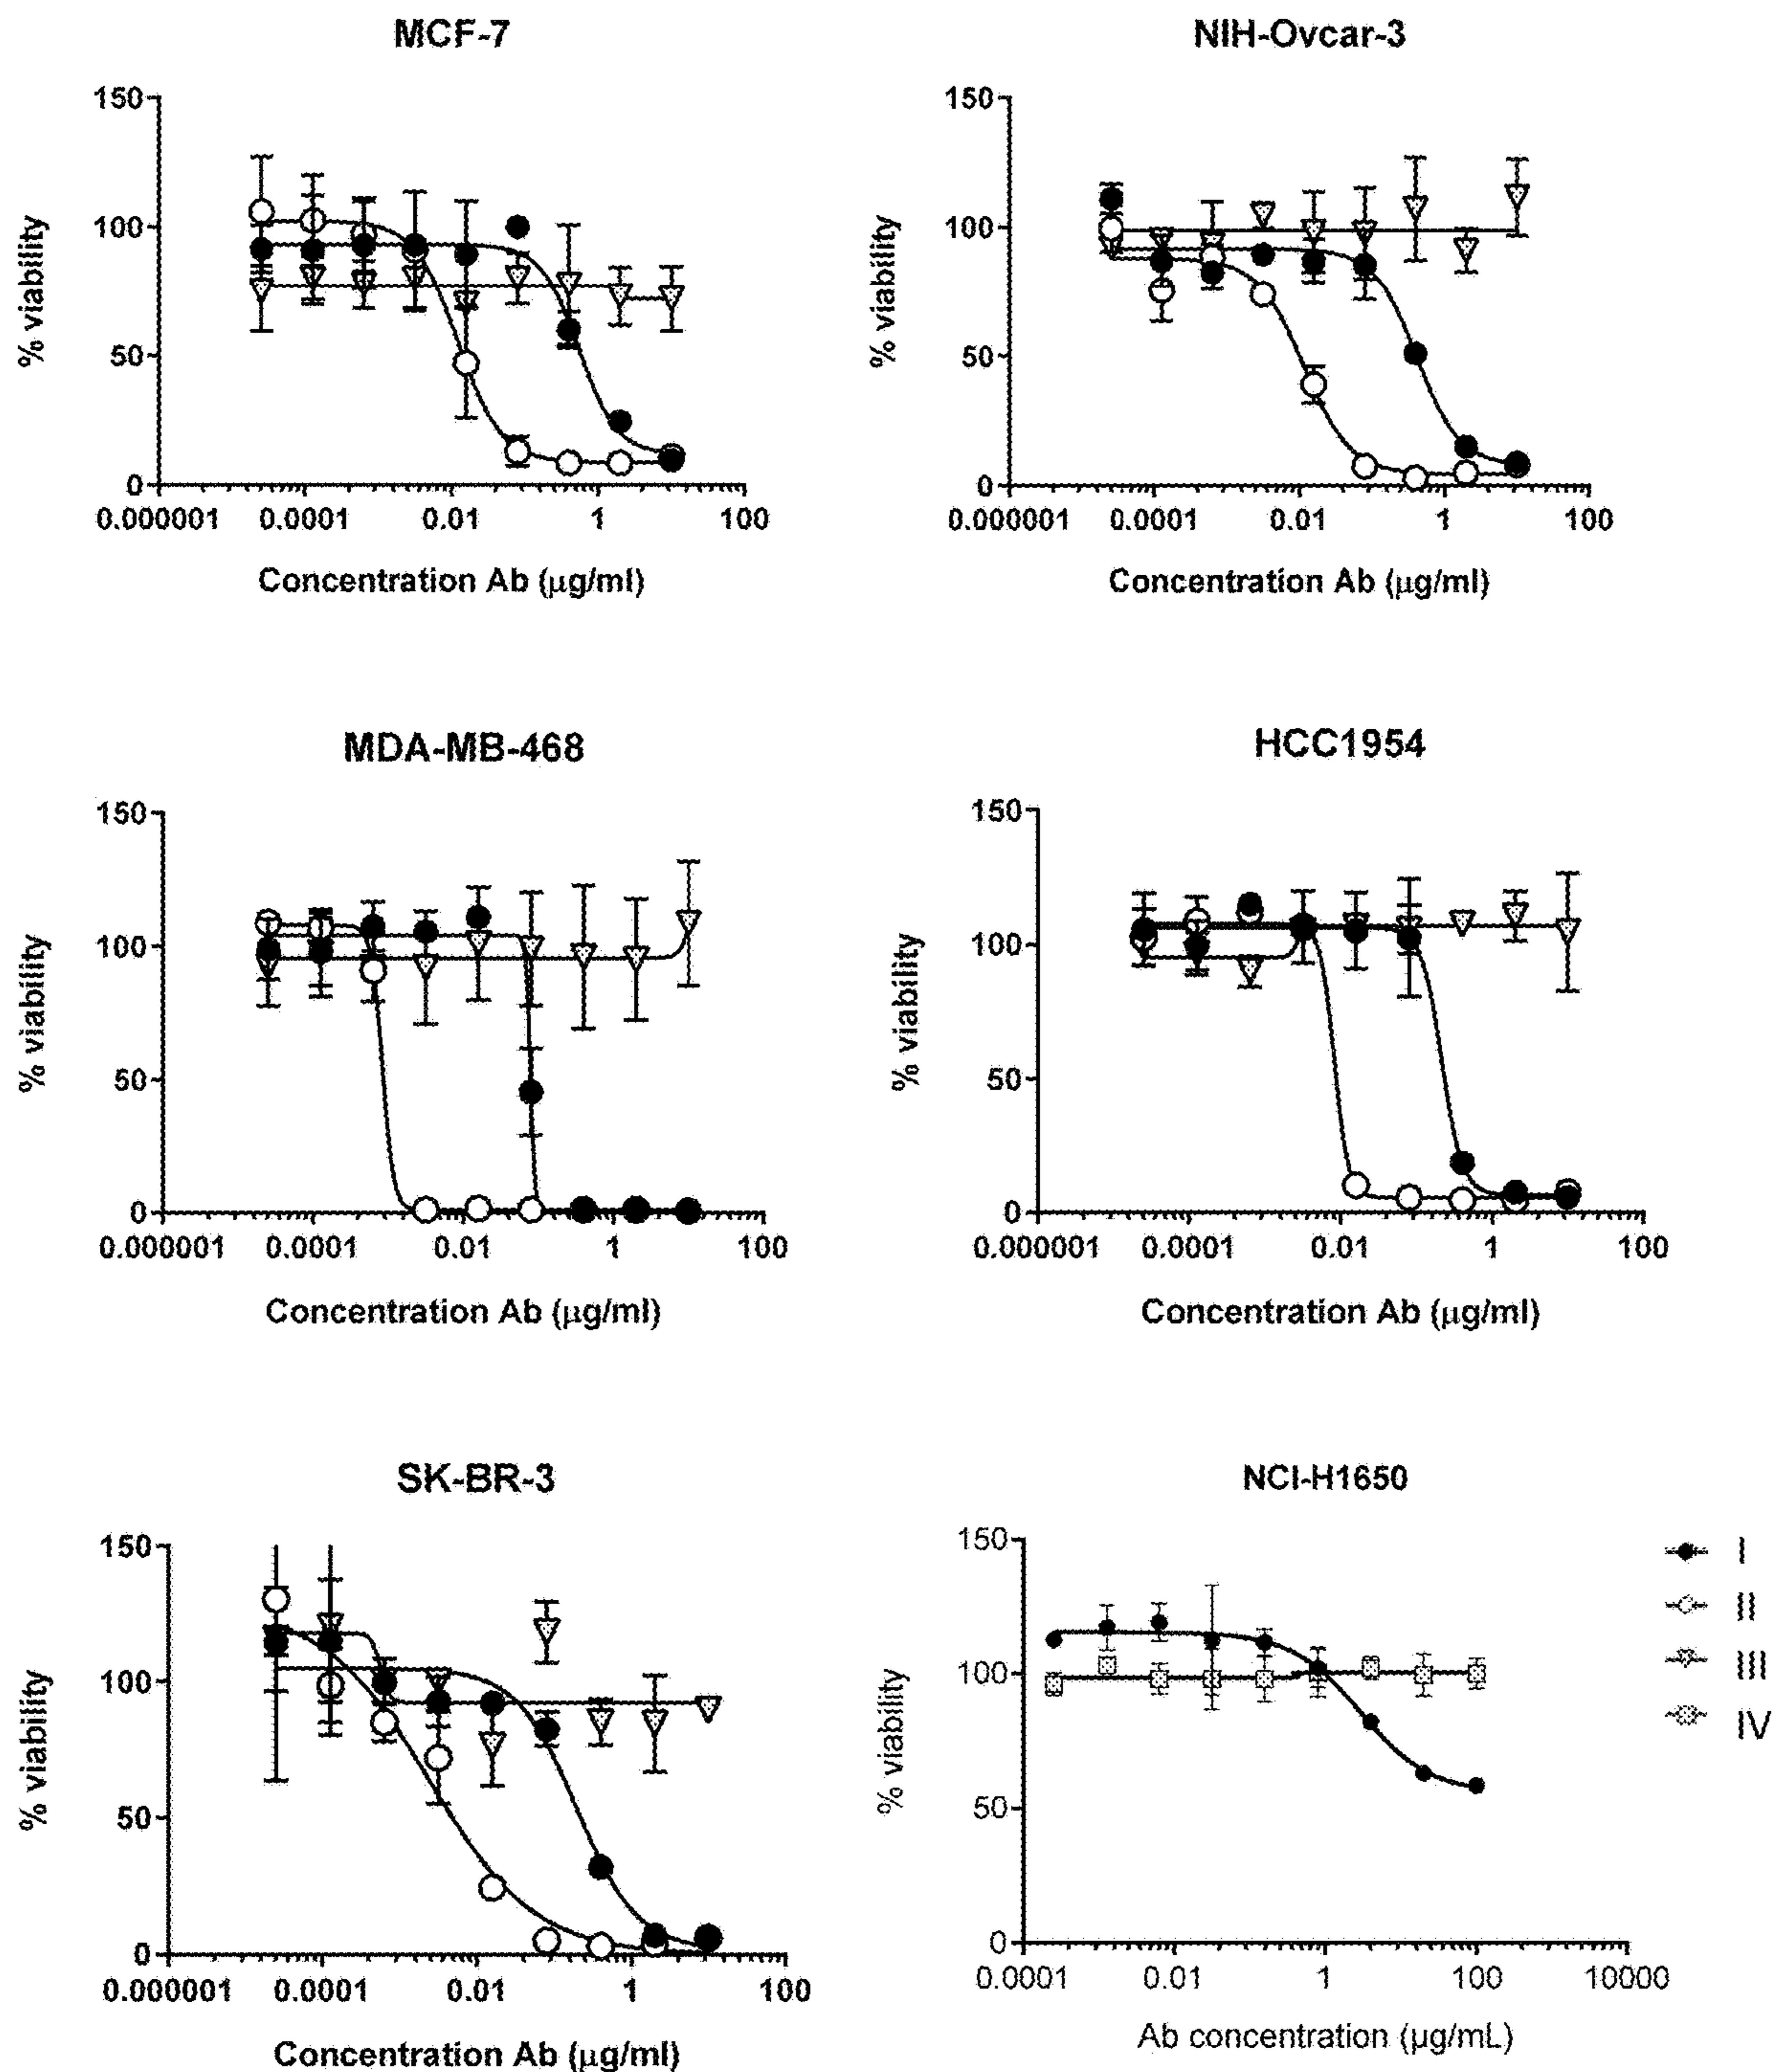 MCF-7
NIH-Ovcar-3
150
100
50
0
% viability
0.000001 0.0001 0.01 1 100
Concentration Ab (µg/ml)
150
100
50
0
% viability
0.000001 0.0001 0.01 1 100
Concentration Ab (µg/ml)
MDA-MB-468
HCC1954
150
100
50
0
% viability
0.000001 0.0001 0.01 1 100
Concentration Ab (µg/ml)
150
100
50
0
% viability
0.000001 0.0001 0.01 1 100
Concentration Ab (µg/ml)
SK-BR-3
NCI-H1650
150
100
50
0
% viability
0.000001 0.0001 0.01 1 100
Concentration Ab (µg/ml)
150
100
50
0
% viability
0.0001 0.01 1 100 10000
Ab concentration (µg/mL)
I
II
III
IV